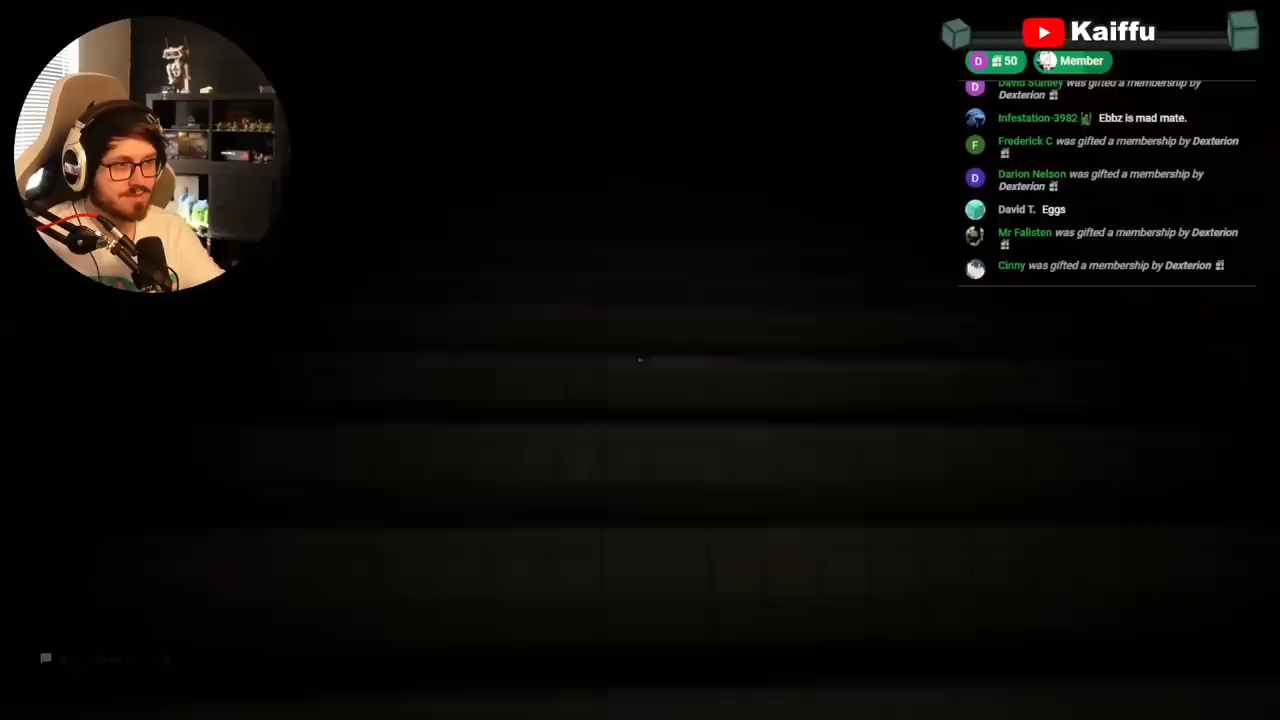 Kaiffu
D 50 Member
D David Stanley was gifted a membership by
Dexterion
Infestation-3982 Ebbz is mad mate.
F Frederick C was gifted a membership by Dexterion
D Darion Nelson was gifted a membership by
Dexterion
David T. Eggs
Mr Falisten was gifted a membership by Dexterion
Cinny was gifted a membership by Dexterion